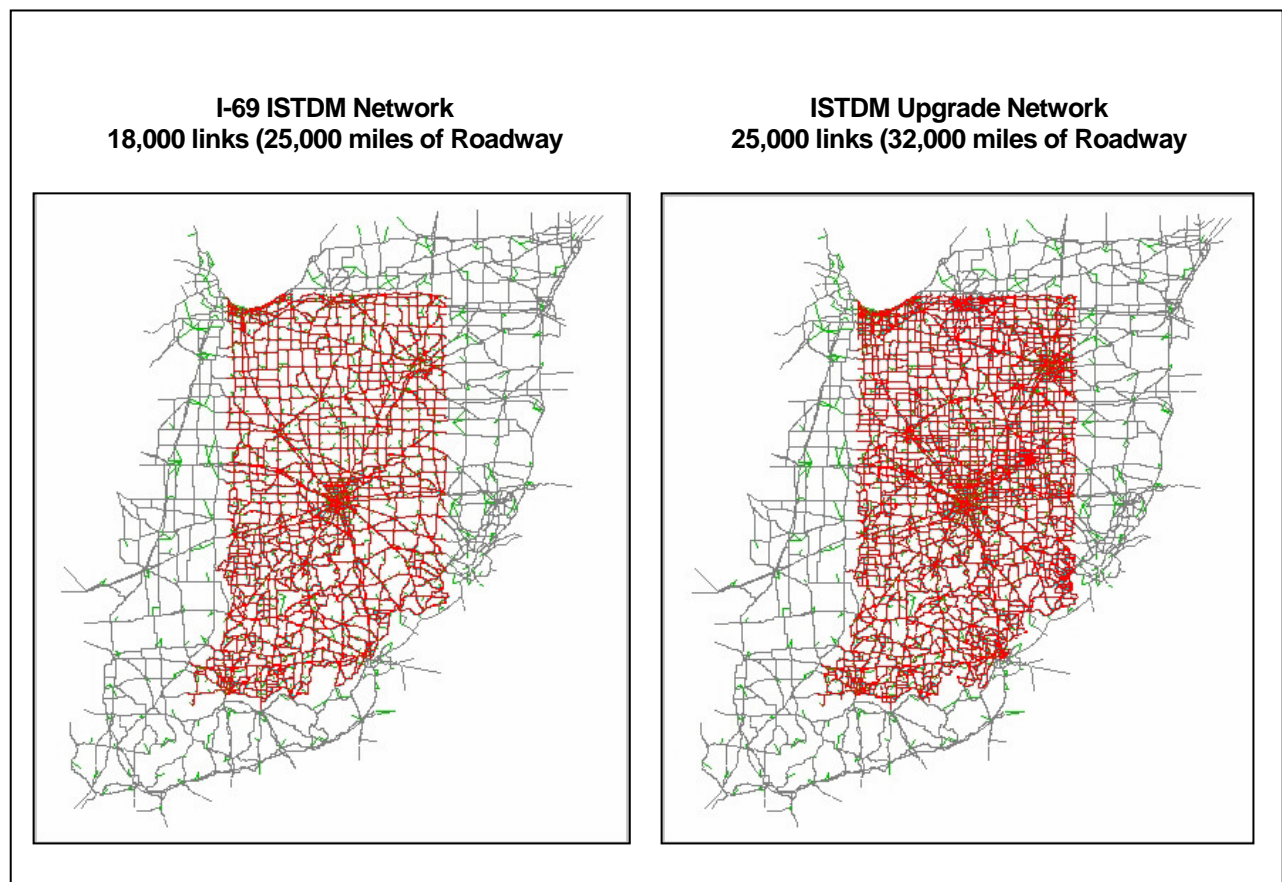 I-69 ISTDM Network
18,000 links (25,000 miles of Roadway
ISTDM Upgrade Network
25,000 links (32,000 miles of Roadway